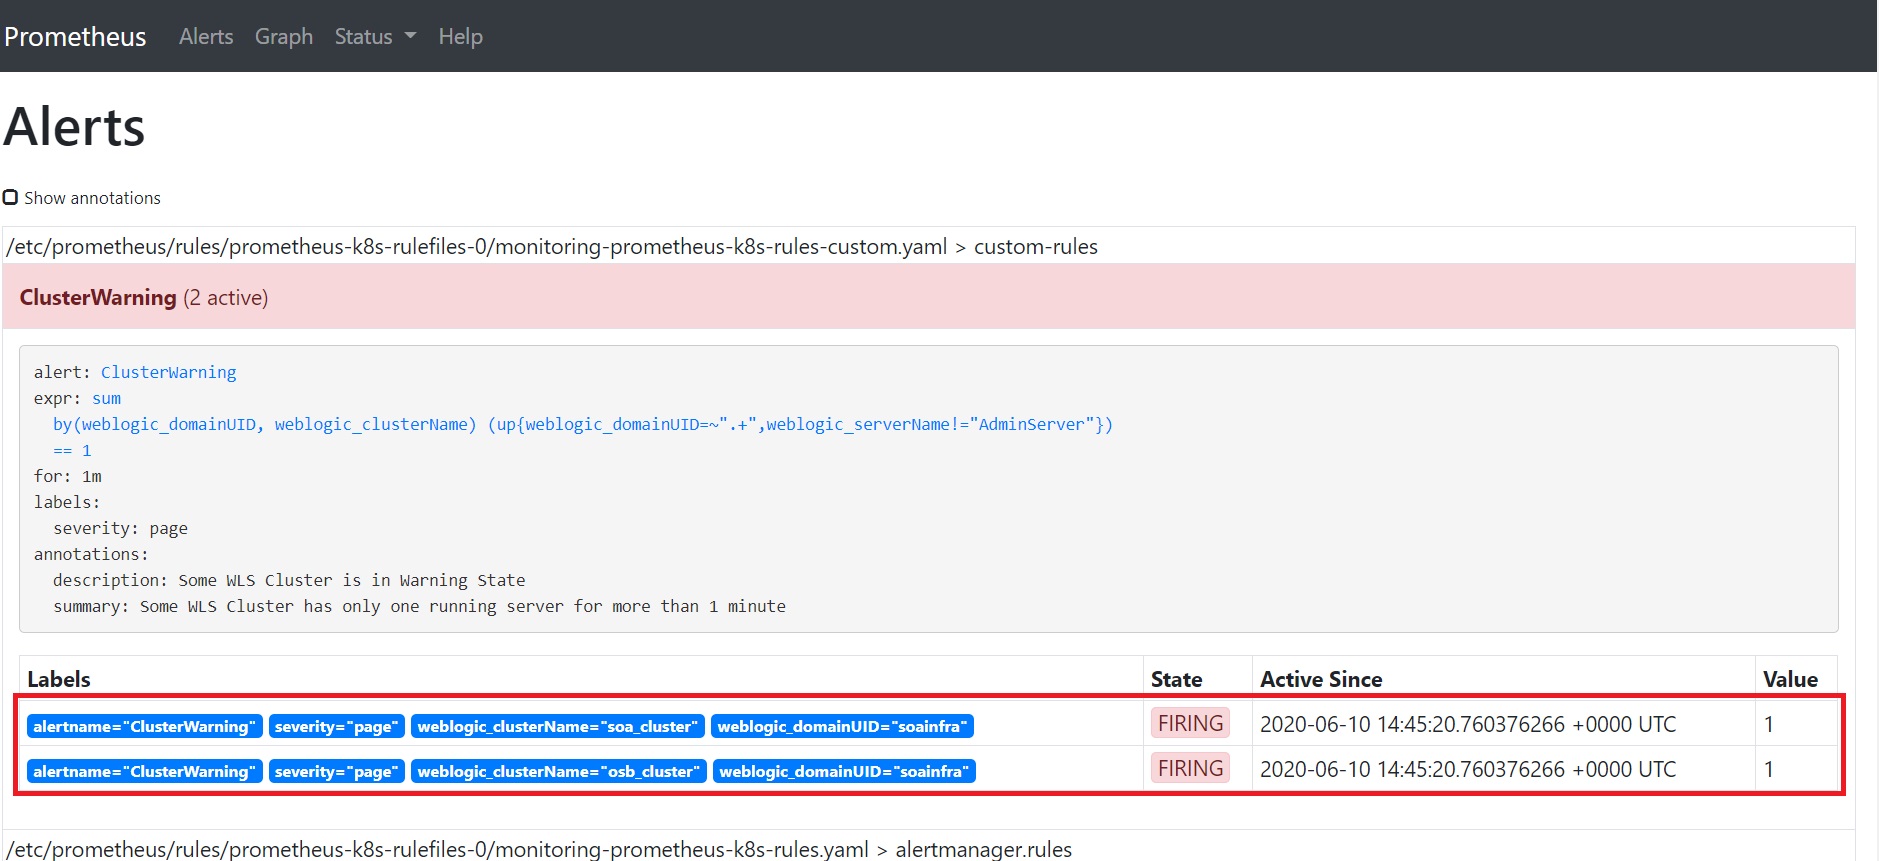 Prometheus Alerts Graph Status Help
Alerts
Show annotations
/etc/prometheus/rules/prometheus-k8s-rulefiles-0/monitoring-prometheus-k8s-rules-custom.yaml > custom-rules
ClusterWarning (2 active)
alert: ClusterWarning
expr: sum
  by(weblogic_domainUID, weblogic_clusterName) (up{weblogic_domainUID=~".+",weblogic_serverName!="AdminServer"})
  == 1
for: 1m
labels:
  severity: page
annotations:
  description: Some WLS Cluster is in Warning State
  summary: Some WLS Cluster has only one running server for more than 1 minute
Labels State Active Since Value
alertname="ClusterWarning" severity="page" weblogic_clusterName="soa_cluster" weblogic_domainUID="soainfra" FIRING 2020-06-10 14:45:20.760376266 +0000 UTC 1
alertname="ClusterWarning" severity="page" weblogic_clusterName="osb_cluster" weblogic_domainUID="soainfra" FIRING 2020-06-10 14:45:20.760376266 +0000 UTC 1
/etc/prometheus/rules/prometheus-k8s-rulefiles-0/monitoring-prometheus-k8s-rules.yaml > alertmanager.rules